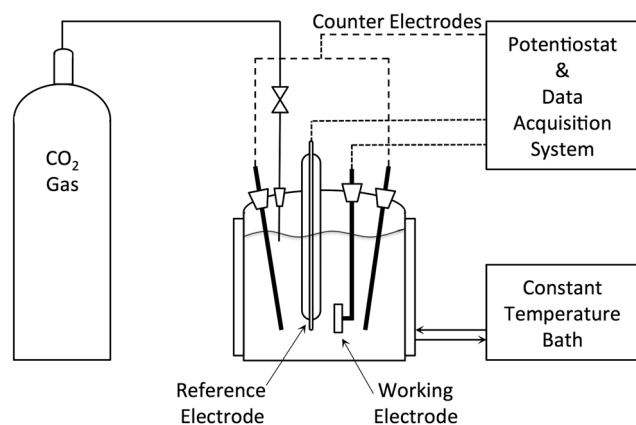 Counter Electrodes
Potentiostat
&
Data
Acquisition
System
CO₂
Gas
Constant
Temperature
Bath
Reference
Electrode
Working
Electrode